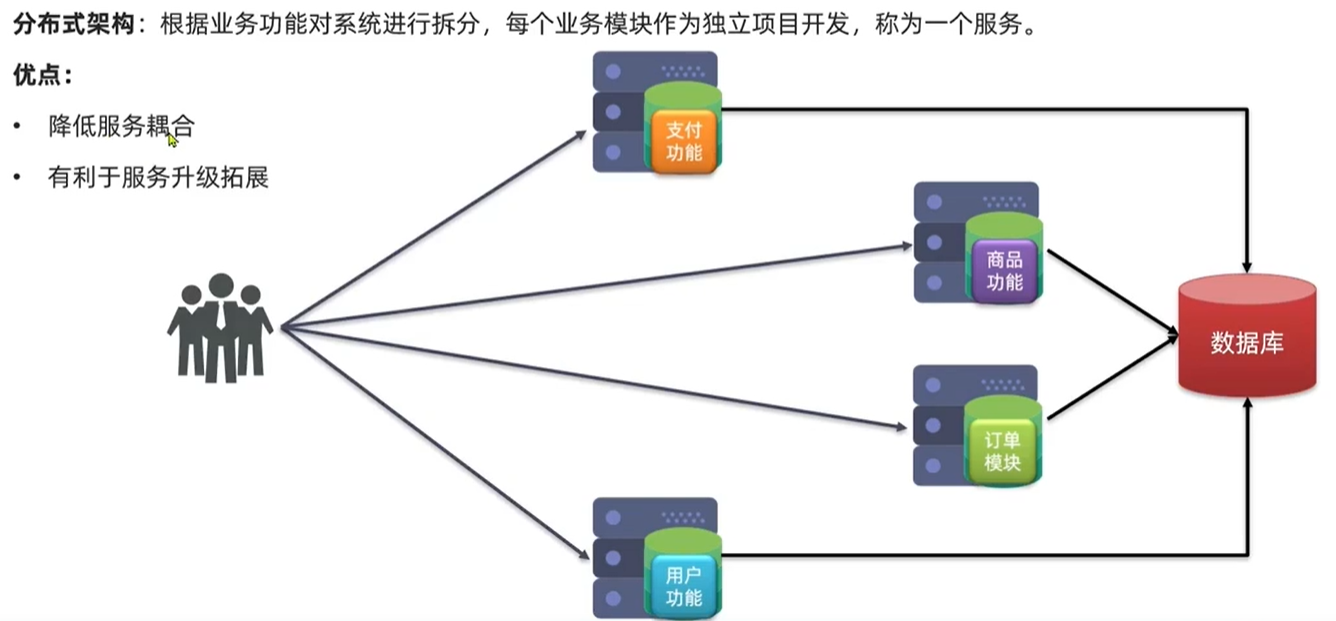 分布式架构：根据业务功能对系统进行拆分，每个业务模块作为独立项目开发，称为一个服务。
优点：
• 降低服务耦合
• 有利于服务升级拓展
支付
功能
商品
功能
数据库
订单
模块
用户
功能